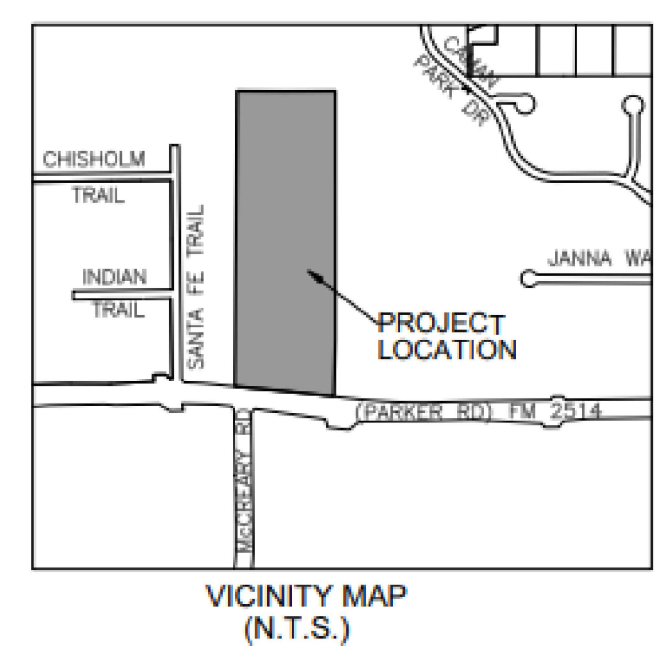 CAYMAN
PARK DR
CHISHOLM
TRAIL
SANTA FE TRAIL
INDIAN
TRAIL
JANNA WA
PROJECT
LOCATION
(PARKER RD) FM 2514
McCREARY RD
VICINITY MAP
(N.T.S.)